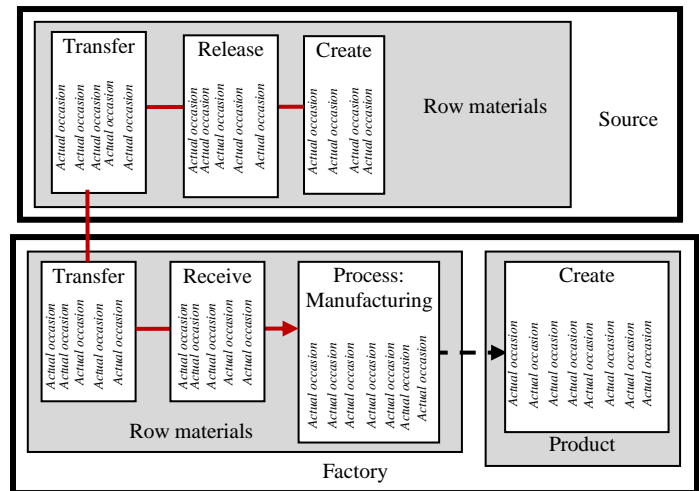 Transfer
Actual occasion
Actual occasion
Actual occasion
Actual occasion
Actual occasion
Release
Actual occasion
Actual occasion
Actual occasion
Actual occasion
Actual occasion
Create
Actual occasion
Actual occasion
Actual occasion
Actual occasion
Row materials
Source
Transfer
Actual occasion
Actual occasion
Actual occasion
Actual occasion
Actual occasion
Receive
Actual occasion
Actual occasion
Actual occasion
Actual occasion
Actual occasion
Process:
Manufacturing
Actual occasion
Actual occasion
Actual occasion
Actual occasion
Actual occasion
Actual occasion
Actual occasion
Row materials
Create
Actual occasion
Actual occasion
Actual occasion
Actual occasion
Actual occasion
Actual occasion
Actual occasion
Product
Factory